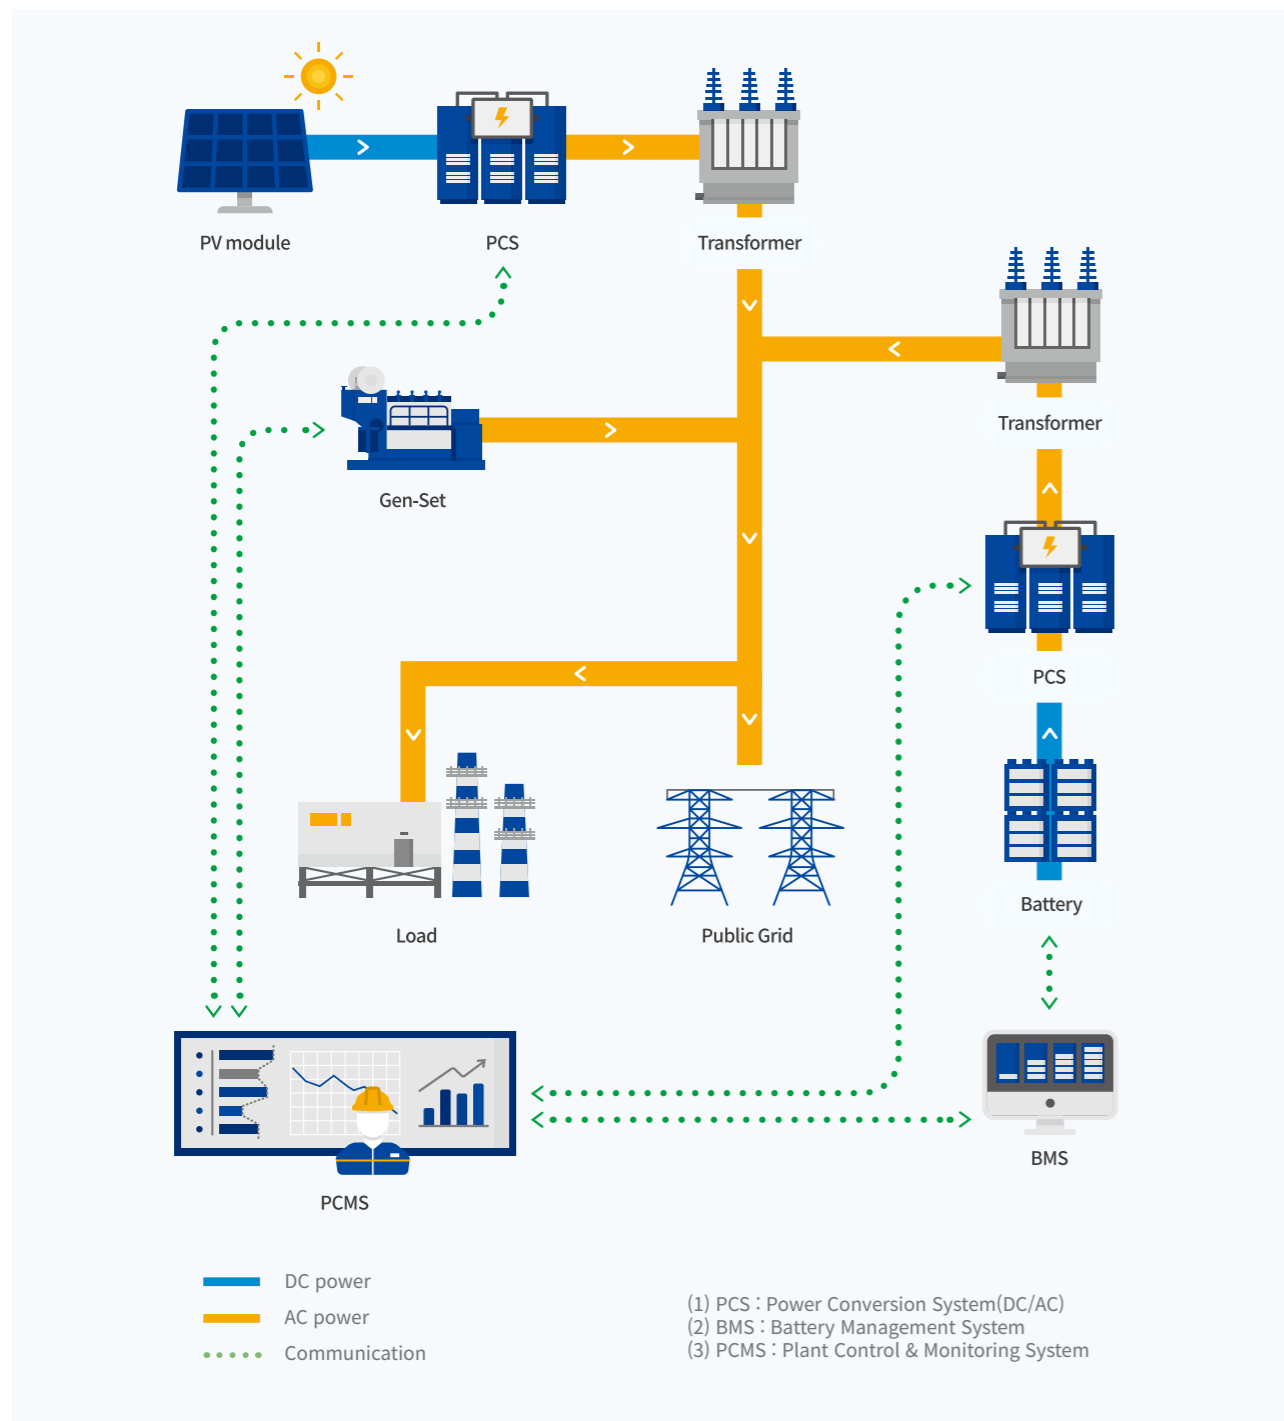 PV module
PCS
Transformer
Transformer
Gen-Set
PCS
Battery
Load
Public Grid
BMS
PCMS
DC power
AC power
Communication
(1) PCS : Power Conversion System(DC/AC)
(2) BMS : Battery Management System
(3) PCMS : Plant Control & Monitoring System